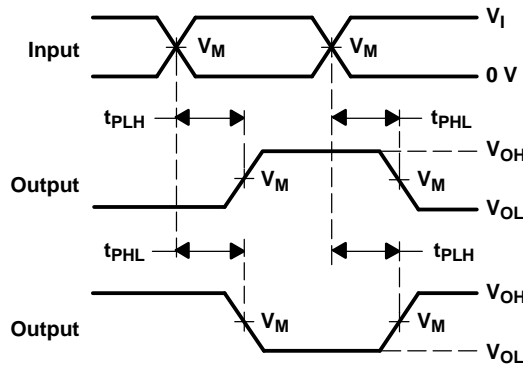 V_I
Input
V_M
V_M
0 V
t_PLH
t_PHL
V_OH
Output
V_M
V_M
V_OL
t_PHL
t_PLH
V_OH
Output
V_M
V_M
V_OL